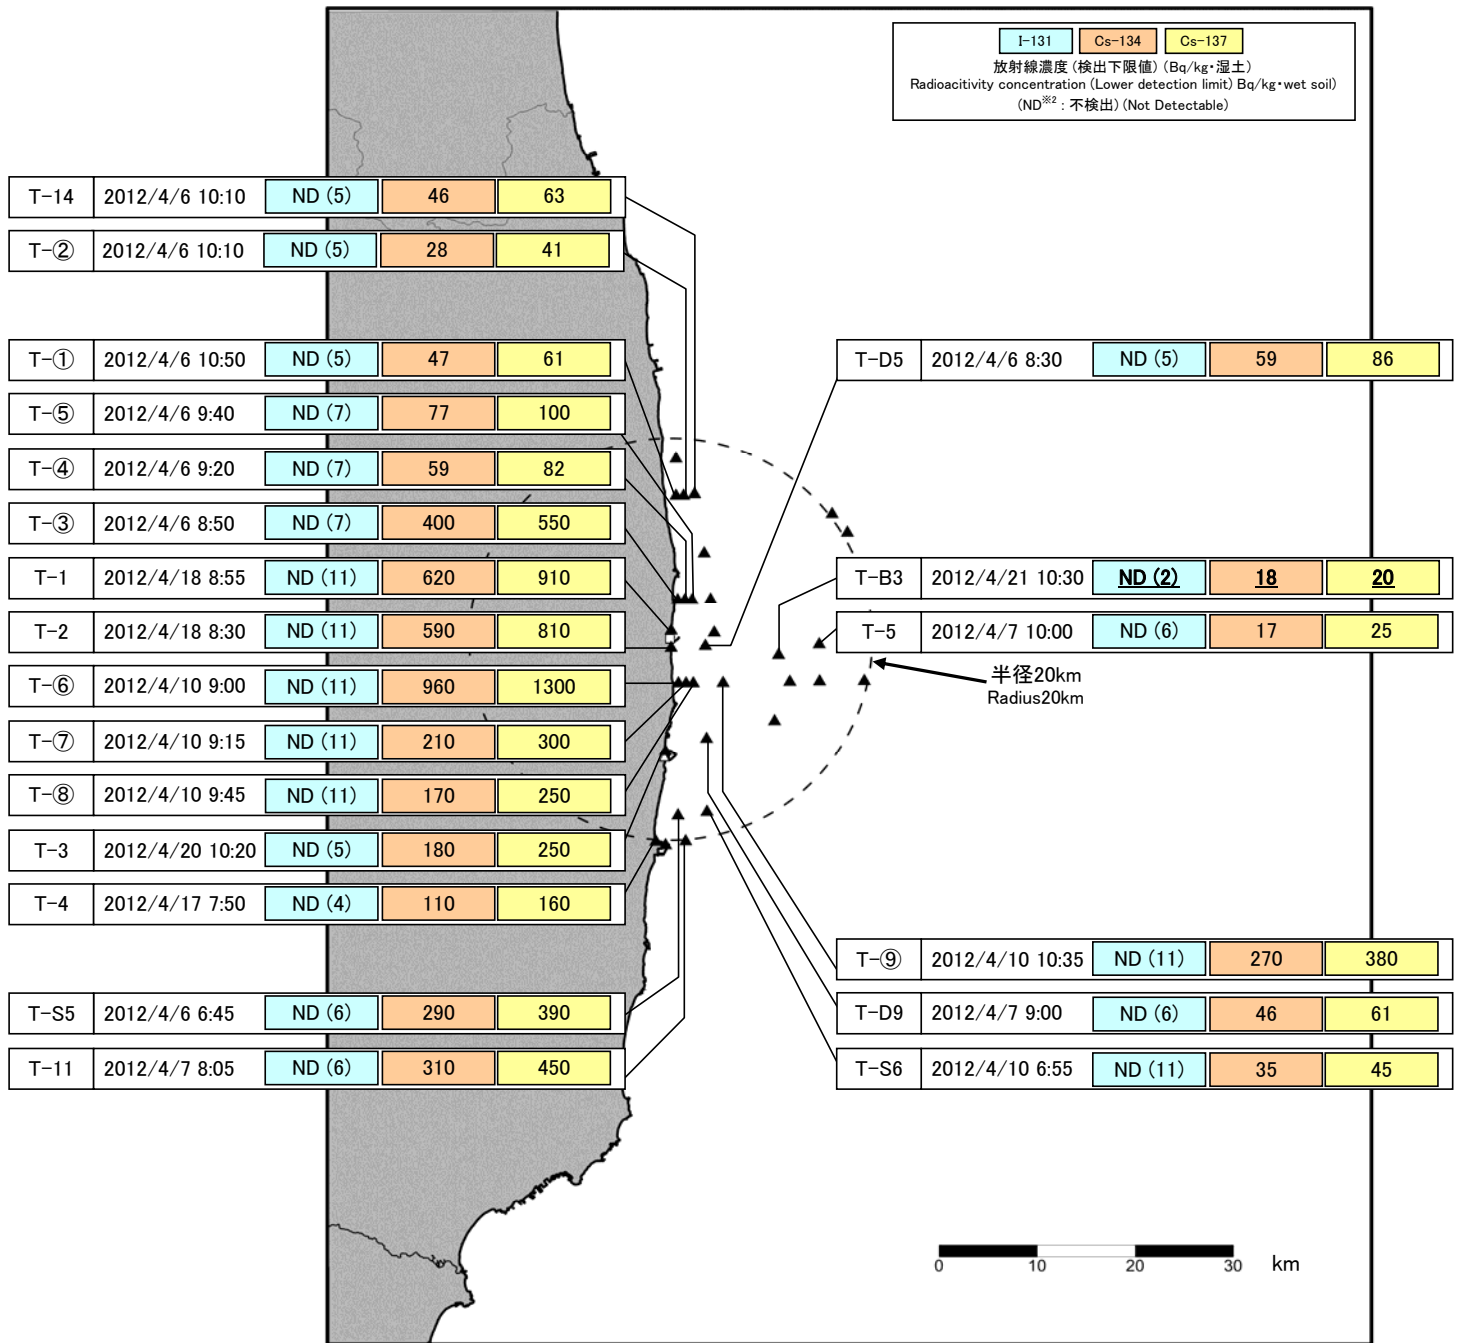 I-131 Cs-134 Cs-137
放射線濃度 (検出下限値) (Bq/kg・湿土)
Radioacitivity concentration (Lower detection limit) Bq/kg・wet soil)
(ND※2 : 不検出) (Not Detectable)
T-14 2012/4/6 10:10 ND (5) 46 63
T-② 2012/4/6 10:10 ND (5) 28 41
T-① 2012/4/6 10:50 ND (5) 47 61
T-⑤ 2012/4/6 9:40 ND (7) 77 100
T-④ 2012/4/6 9:20 ND (7) 59 82
T-③ 2012/4/6 8:50 ND (7) 400 550
T-1 2012/4/18 8:55 ND (11) 620 910
T-2 2012/4/18 8:30 ND (11) 590 810
T-⑥ 2012/4/10 9:00 ND (11) 960 1300
T-⑦ 2012/4/10 9:15 ND (11) 210 300
T-⑧ 2012/4/10 9:45 ND (11) 170 250
T-3 2012/4/20 10:20 ND (5) 180 250
T-4 2012/4/17 7:50 ND (4) 110 160
T-S5 2012/4/6 6:45 ND (6) 290 390
T-11 2012/4/7 8:05 ND (6) 310 450
T-D5 2012/4/6 8:30 ND (5) 59 86
T-B3 2012/4/21 10:30 ND (2) 18 20
T-5 2012/4/7 10:00 ND (6) 17 25
半径20km
Radius20km
T-⑨ 2012/4/10 10:35 ND (11) 270 380
T-D9 2012/4/7 9:00 ND (6) 46 61
T-S6 2012/4/10 6:55 ND (11) 35 45
0 10 20 30 km